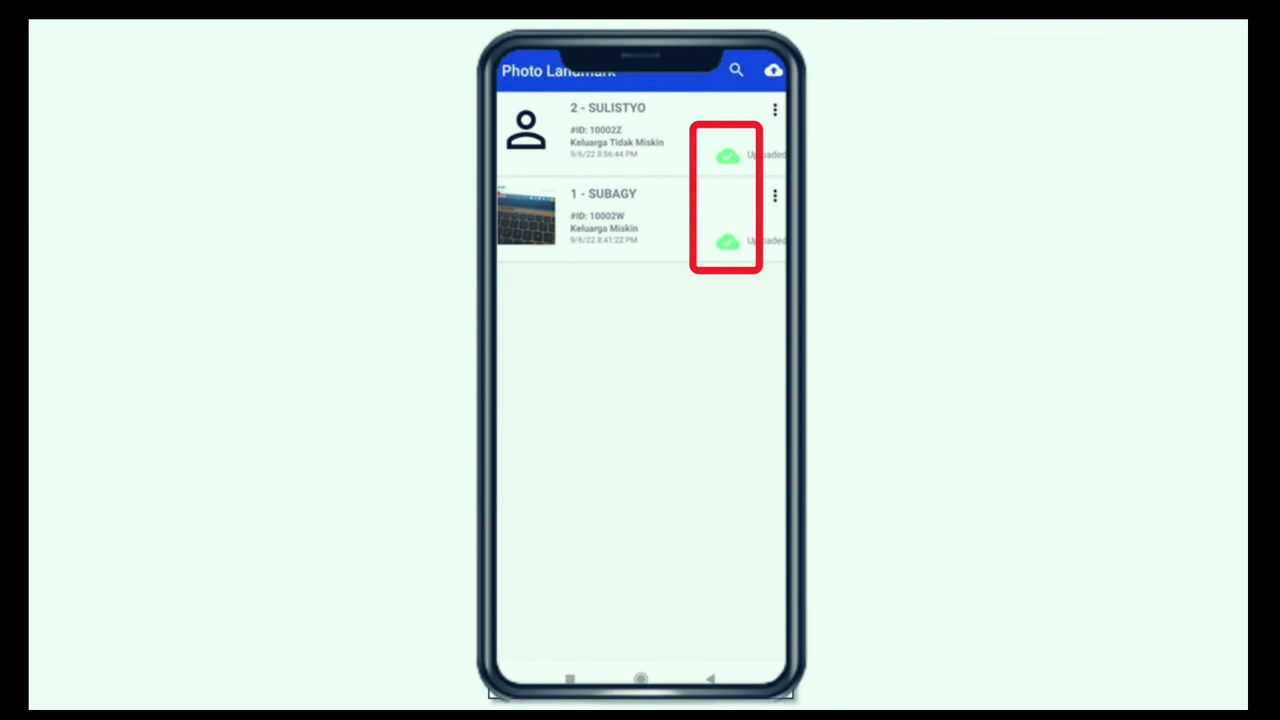 Photo Landmark
2 - SULISTYO
#ID: 10002Z
Keluarga Tidak Miskin
9/6/22 8:56:44 PM
Uploaded
1 - SUBAGY
#ID: 10002W
Keluarga Miskin
9/6/22 8:41:22 PM
Uploaded